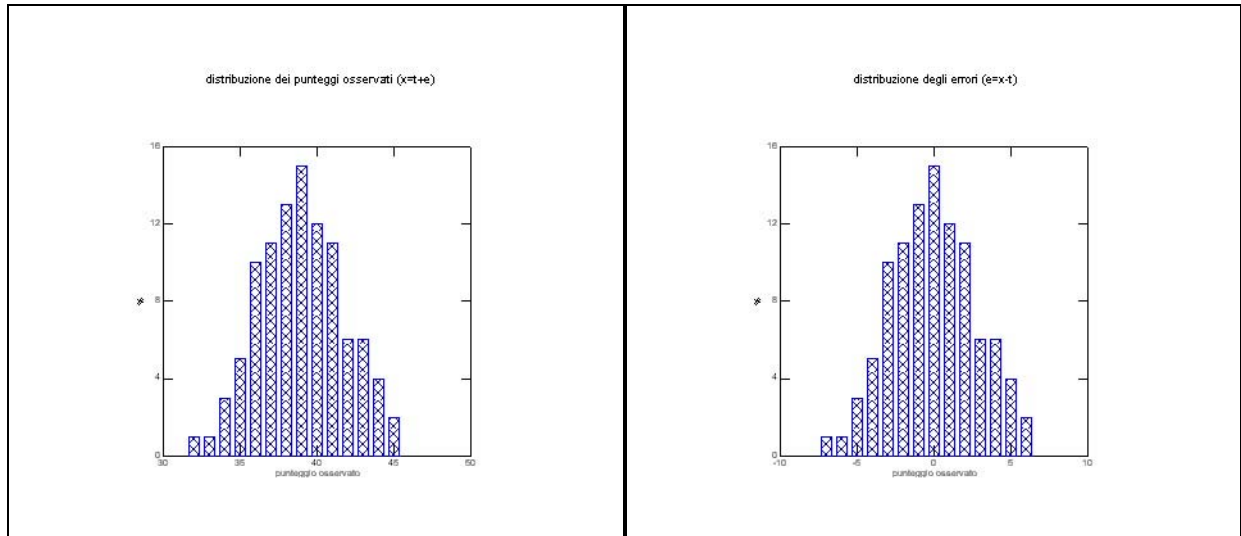 distribuzione dei punteggi osservati (x=t+e)
16
12
8
4
0
%
30 35 40 45 50
punteggio osservato
distribuzione degli errori (e=x-t)
16
12
8
4
0
%
-10 -5 0 5 10
punteggio osservato